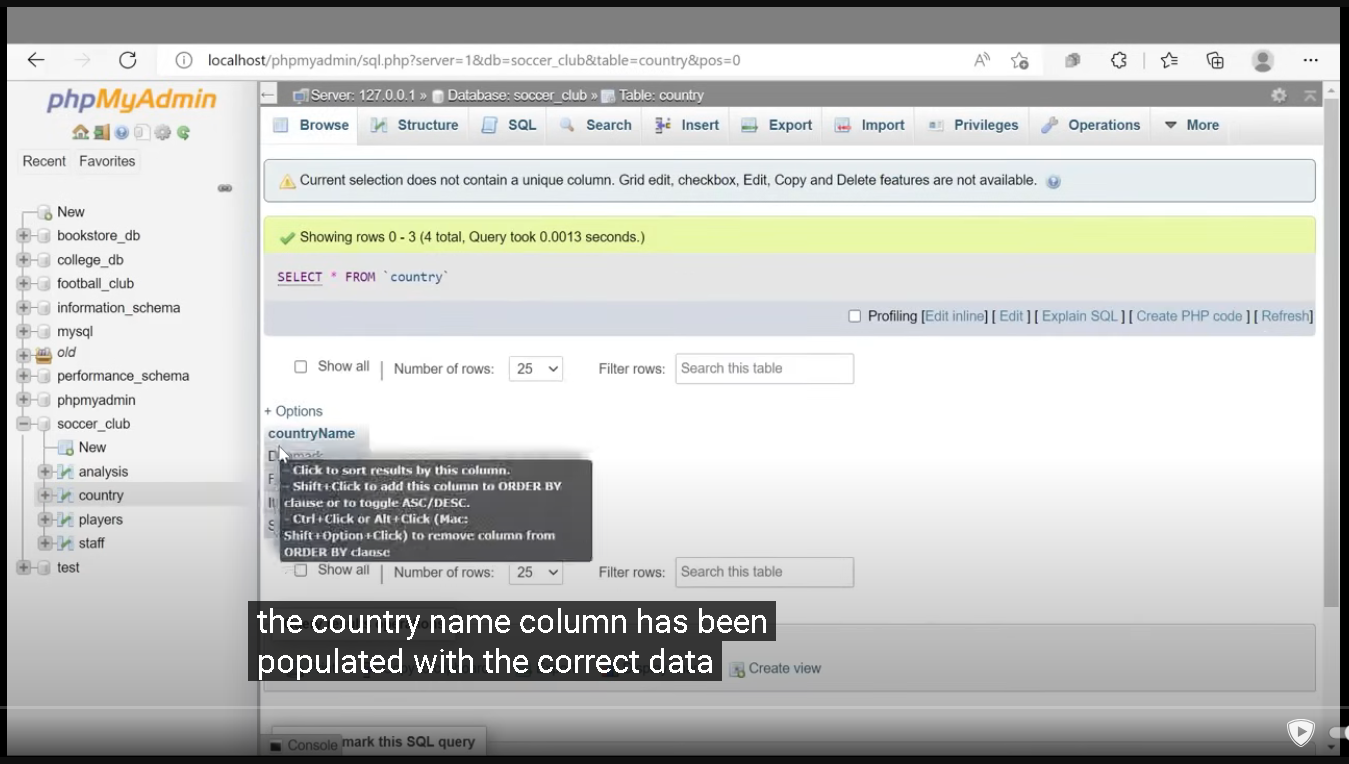 localhost/phpmyadmin/sql.php?server=1&db=soccer_club&table=country&pos=0
phpMyAdmin
Server: 127.0.0.1 » Database: soccer_club » Table: country
Browse Structure SQL Search Insert Export Import Privileges Operations More
Recent Favorites
Current selection does not contain a unique column. Grid edit, checkbox, Edit, Copy and Delete features are not available.
New
bookstore_db
college_db
football_club
information_schema
mysql
old
performance_schema
phpmyadmin
soccer_club
New
analysis
country
players
staff
test
Showing rows 0 - 3 (4 total, Query took 0.0013 seconds.)
SELECT * FROM `country`
Profiling [Edit inline] [ Edit ] [ Explain SQL ] [ Create PHP code ] [ Refresh]
Show all | Number of rows: 25 Filter rows: Search this table
+ Options
countryName
- Click to sort results by this column.
- Shift+Click to add this column to ORDER BY
clause or to toggle ASC/DESC.
- Ctrl+Click or Alt+Click (Mac:
Shift+Option+Click) to remove column from
ORDER BY clause
Show all | Number of rows: 25 Filter rows: Search this table
the country name column has been
populated with the correct data
Create view
Console mark this SQL query